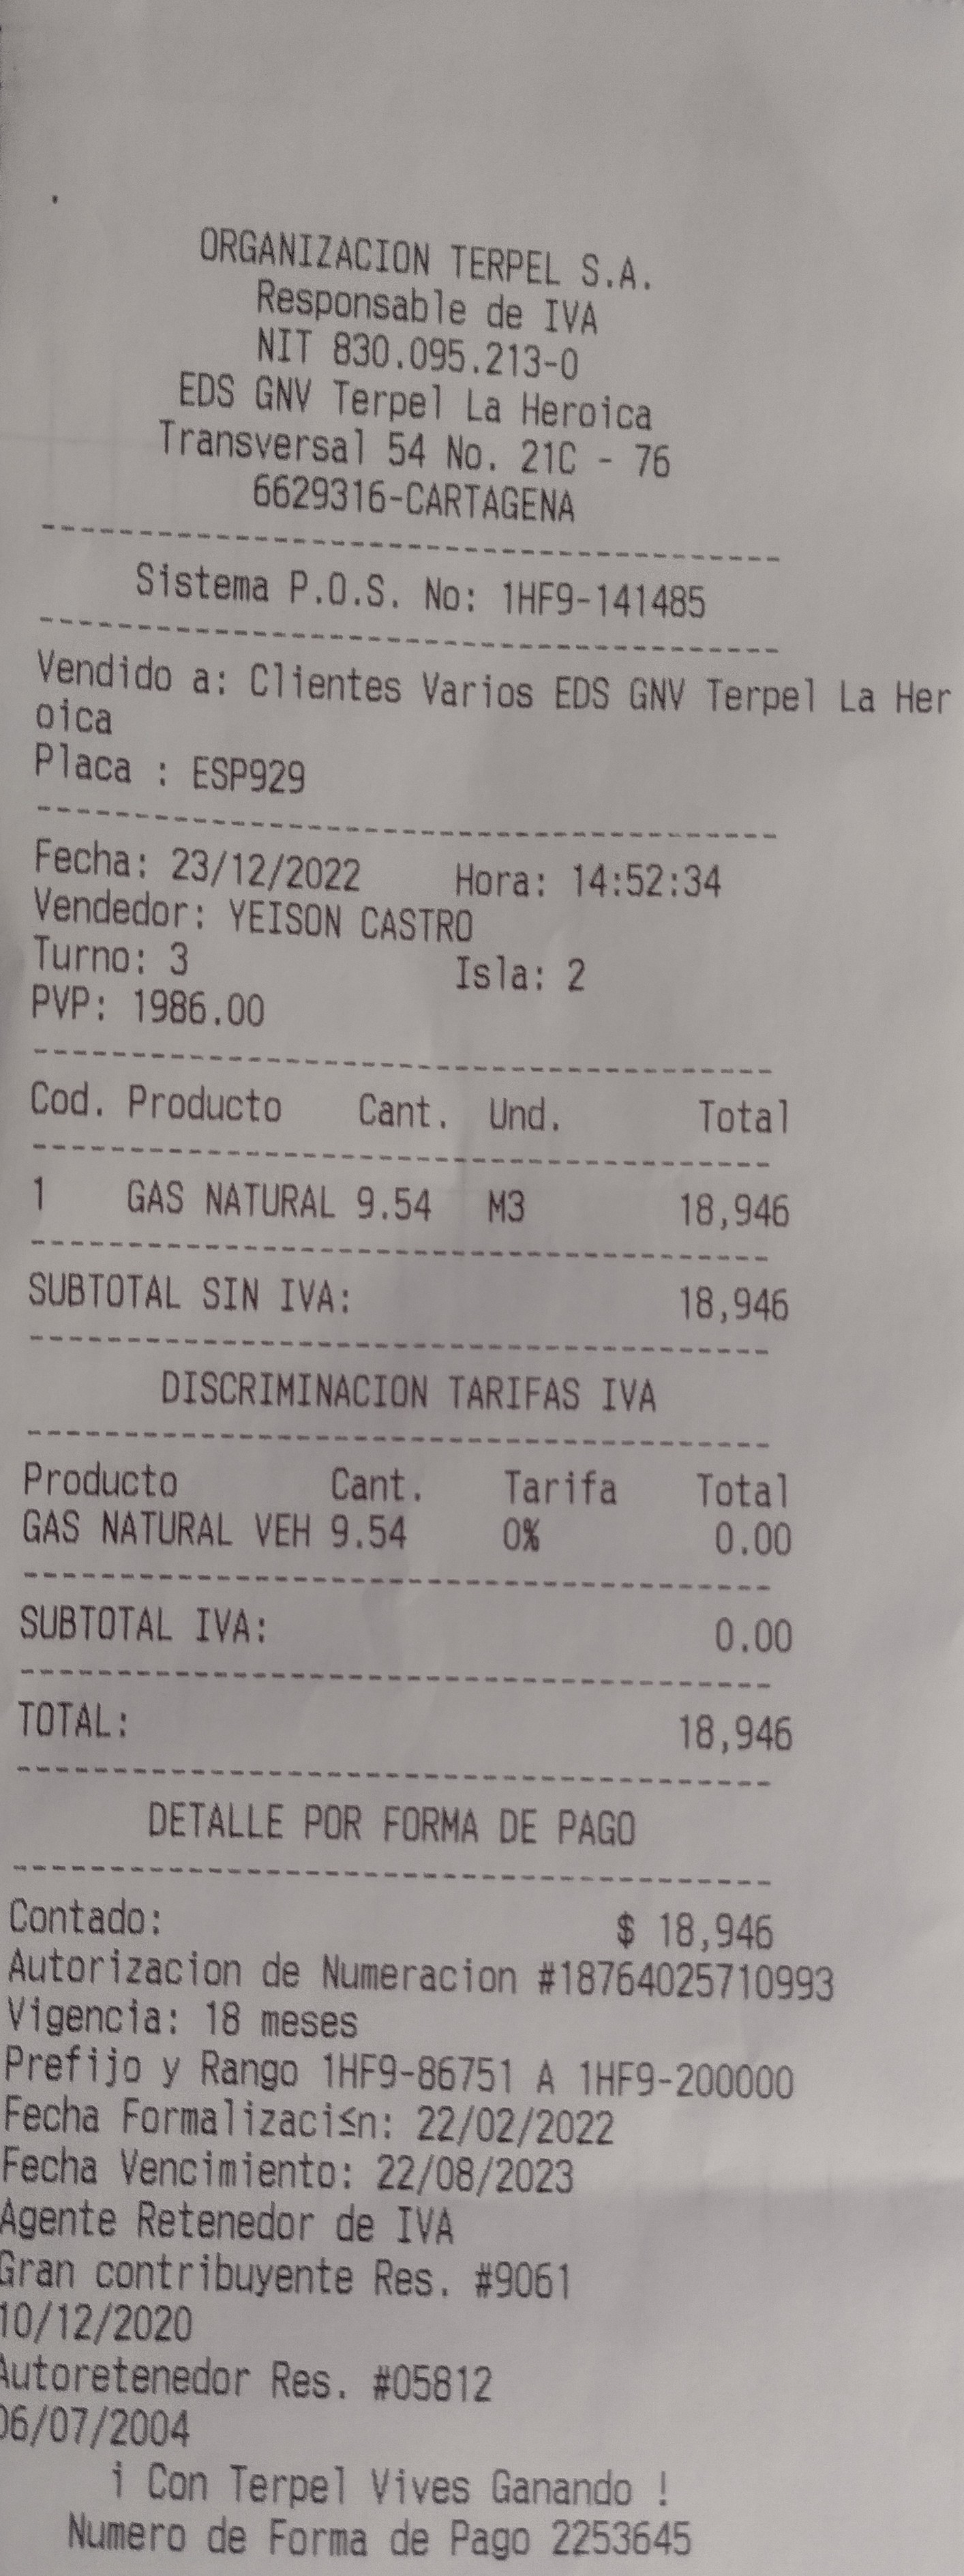 ORGANIZACION TERPEL S.A.
Responsable de IVA
NIT 830.095.213-0
EDS GNV Terpel La Heroica
Transversal 54 No. 21C - 76
6629316-CARTAGENA
Sistema P.O.S. No: 1HF9-141485
Vendido a: Clientes Varios EDS GNV Terpel La Her
oica
Placa : ESP929
Fecha: 23/12/2022 Hora: 14:52:34
Vendedor: YEISON CASTRO
Turno: 3 Isla: 2
PVP: 1986.00
Cod. Producto Cant. Und. Total
1 GAS NATURAL 9.54 M3 18,946
SUBTOTAL SIN IVA: 18,946
DISCRIMINACION TARIFAS IVA
Producto Cant. Tarifa Total
GAS NATURAL VEH 9.54 0% 0.00
SUBTOTAL IVA: 0.00
TOTAL: 18,946
DETALLE POR FORMA DE PAGO
Contado: $ 18,946
Autorizacion de Numeracion #18764025710993
Vigencia: 18 meses
Prefijo y Rango 1HF9-86751 A 1HF9-200000
Fecha Formalizaci≤n: 22/02/2022
Fecha Vencimiento: 22/08/2023
Agente Retenedor de IVA
Gran contribuyente Res. #9061
10/12/2020
Autoretenedor Res. #05812
06/07/2004
¡ Con Terpel Vives Ganando !
Numero de Forma de Pago 2253645